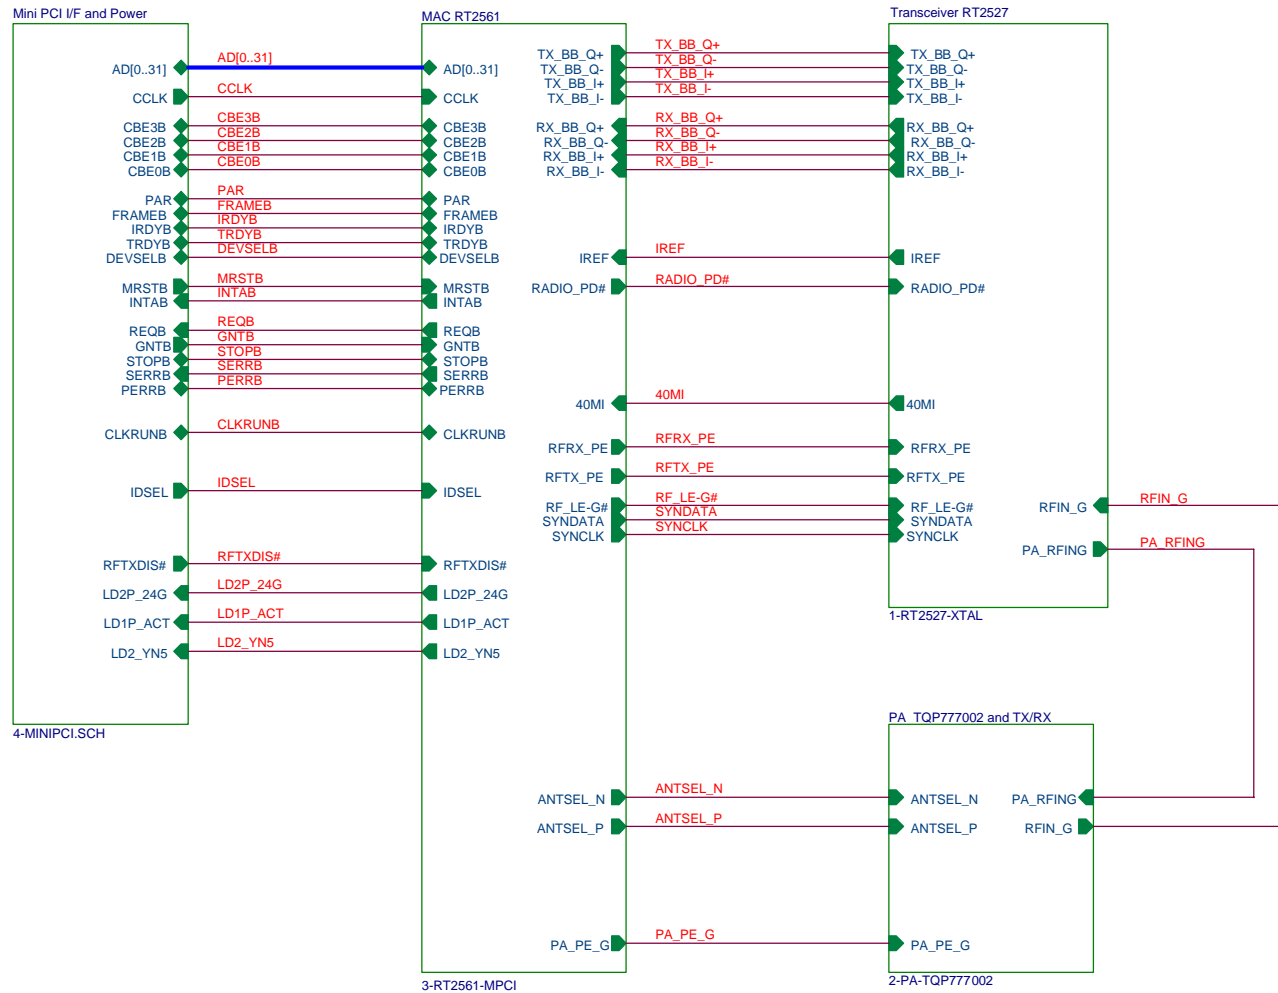 Mini PCI I/F and Power
AD[0..31]
CCLK
CBE3B
CBE2B
CBE1B
CBE0B
PAR
FRAMEB
IRDYB
TRDYB
DEVSELB
MRSTB
INTAB
REQB
GNTB
STOPB
SERRB
PERRB
CLKRUNB
IDSEL
RFTXDIS#
LD2P_24G
LD1P_ACT
LD2_YN5
4-MINIPCI.SCH
AD[0..31]
CCLK
CBE3B
CBE2B
CBE1B
CBE0B
PAR
FRAMEB
IRDYB
TRDYB
DEVSELB
MRSTB
INTAB
REQB
GNTB
STOPB
SERRB
PERRB
CLKRUNB
IDSEL
RFTXDIS#
LD2P_24G
LD1P_ACT
LD2_YN5
MAC RT2561
AD[0..31]
CCLK
CBE3B
CBE2B
CBE1B
CBE0B
PAR
FRAMEB
IRDYB
TRDYB
DEVSELB
MRSTB
INTAB
REQB
GNTB
STOPB
SERRB
PERRB
CLKRUNB
IDSEL
RFTXDIS#
LD2P_24G
LD1P_ACT
LD2_YN5
TX_BB_Q+
TX_BB_Q-
TX_BB_I+
TX_BB_I-
RX_BB_Q+
RX_BB_Q-
RX_BB_I+
RX_BB_I-
IREF
RADIO_PD#
40MI
RFRX_PE
RFTX_PE
RF_LE-G#
SYNDATA
SYNCLK
ANTSEL_N
ANTSEL_P
PA_PE_G
3-RT2561-MPCI
TX_BB_Q+
TX_BB_Q-
TX_BB_I+
TX_BB_I-
RX_BB_Q+
RX_BB_Q-
RX_BB_I+
RX_BB_I-
IREF
RADIO_PD#
40MI
RFRX_PE
RFTX_PE
RF_LE-G#
SYNDATA
SYNCLK
ANTSEL_N
ANTSEL_P
PA_PE_G
Transceiver RT2527
TX_BB_Q+
TX_BB_Q-
TX_BB_I+
TX_BB_I-
RX_BB_Q+
RX_BB_Q-
RX_BB_I+
RX_BB_I-
IREF
RADIO_PD#
40MI
RFRX_PE
RFTX_PE
RF_LE-G#
SYNDATA
SYNCLK
RFIN_G
PA_RFING
1-RT2527-XTAL
RFIN_G
PA_RFING
PA TQP777002 and TX/RX
ANTSEL_N
ANTSEL_P
PA_PE_G
PA_RFING
RFIN_G
2-PA-TQP777002